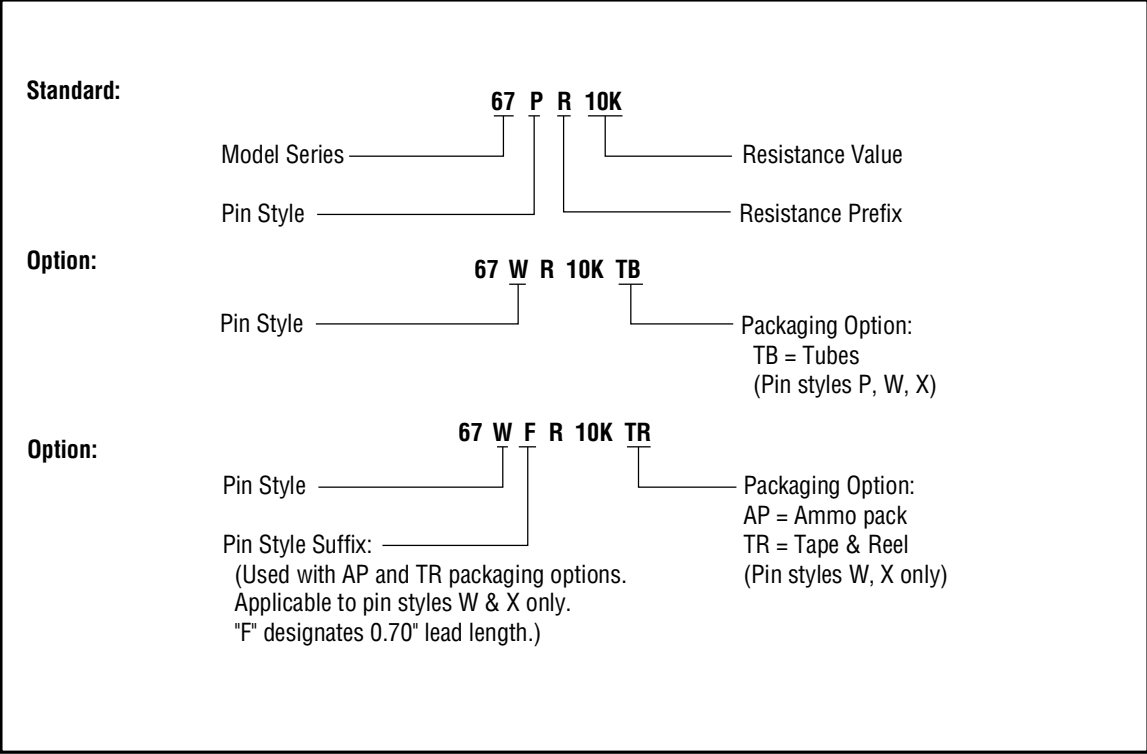 Standard:
67 P R 10K
Model Series
Resistance Value
Pin Style
Resistance Prefix
Option:
67 W R 10K TB
Pin Style
Packaging Option:
TB = Tubes
(Pin styles P, W, X)
Option:
67 W F R 10K TR
Pin Style
Pin Style Suffix:
(Used with AP and TR packaging options.
Applicable to pin styles W & X only.
"F" designates 0.70" lead length.)
Packaging Option:
AP = Ammo pack
TR = Tape & Reel
(Pin styles W, X only)